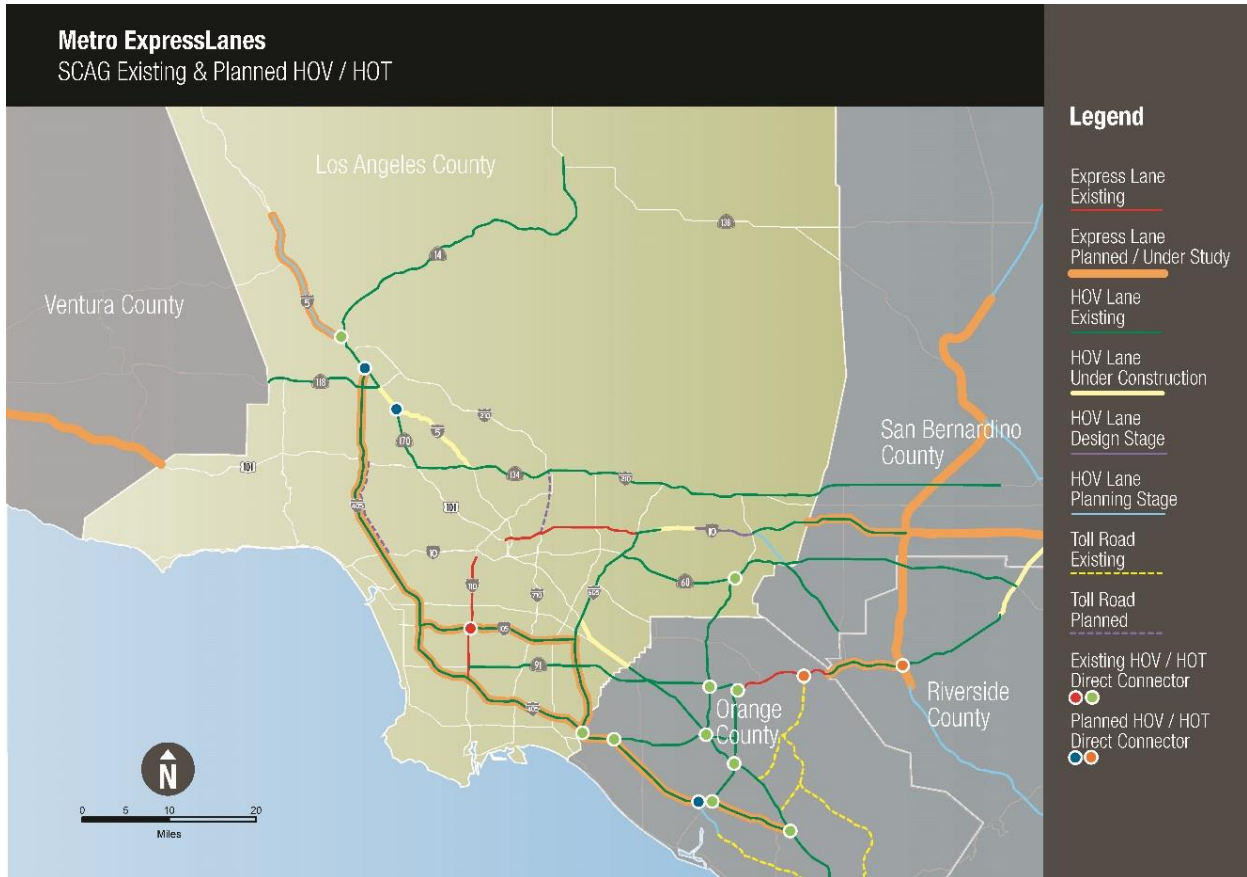 Metro ExpressLanes
SCAG Existing & Planned HOV / HOT
Legend
Express Lane
Existing
Express Lane
Planned / Under Study
HOV Lane
Existing
HOV Lane
Under Construction
HOV Lane
Design Stage
HOV Lane
Planning Stage
Toll Road
Existing
Toll Road
Planned
Existing HOV / HOT
Direct Connector
Planned HOV / HOT
Direct Connector
Los Angeles County
138
14
Ventura County
5
118
210
5
170
San Bernardino
County
101
134
210
405
101
10
10
110
60
605
710
105
91
Riverside
County
Orange
County
405
N
0 5 10 20
Miles